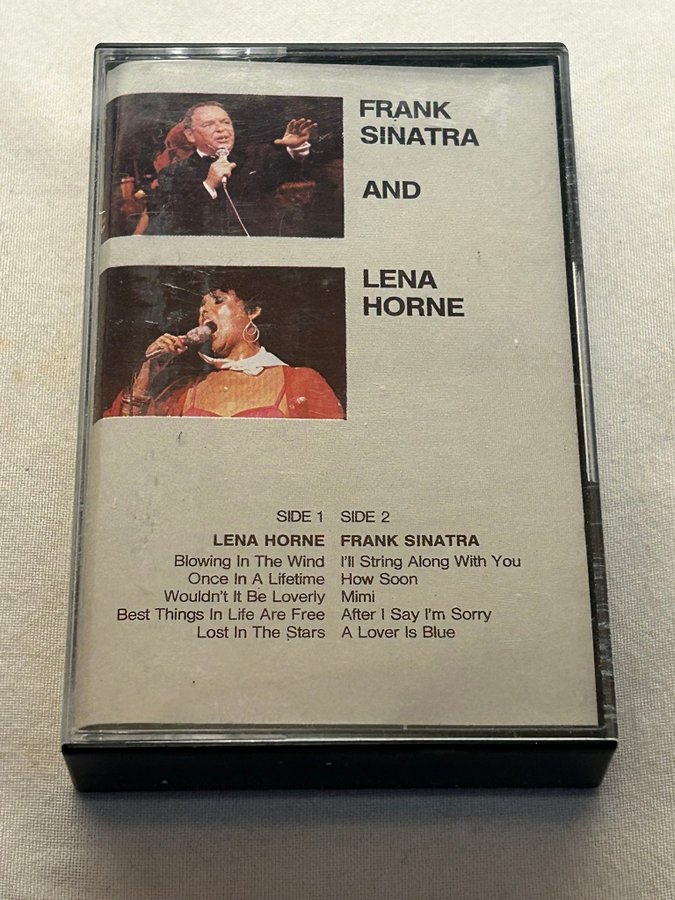 FRANK
SINATRA
AND
LENA
HORNE
SIDE 1
LENA HORNE
Blowing In The Wind
Once In A Lifetime
Wouldn't It Be Loverly
Best Things In Life Are Free
Lost In The Stars
SIDE 2
FRANK SINATRA
I'll String Along With You
How Soon
Mimi
After I Say I'm Sorry
A Lover Is Blue